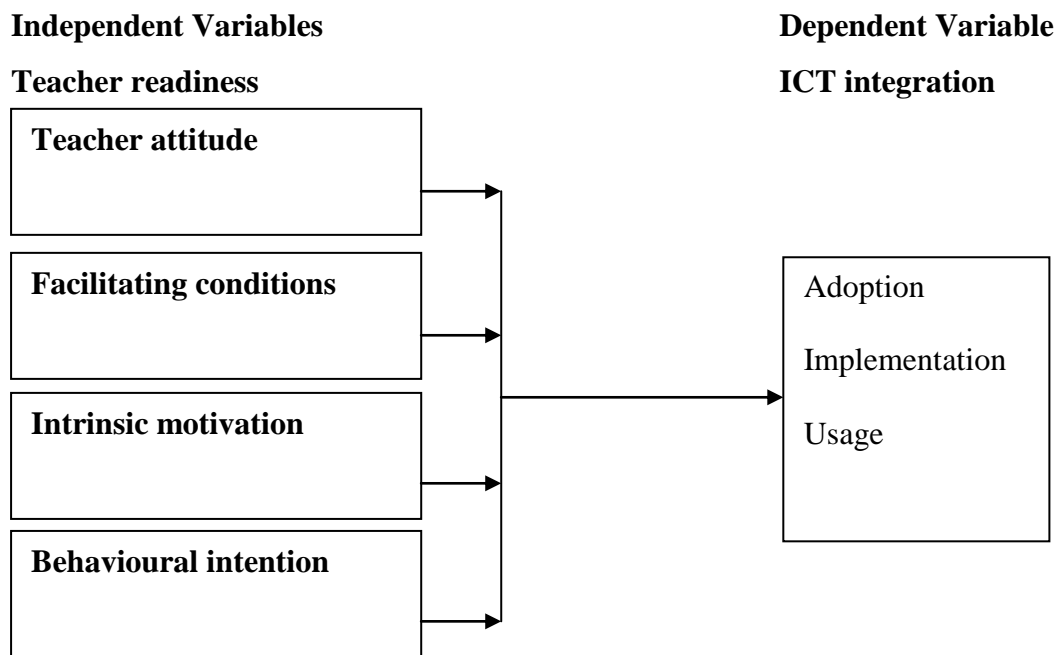 Independent Variables
Dependent Variable
Teacher readiness
ICT integration
Teacher attitude
Facilitating conditions
Intrinsic motivation
Behavioural intention
Adoption
Implementation
Usage